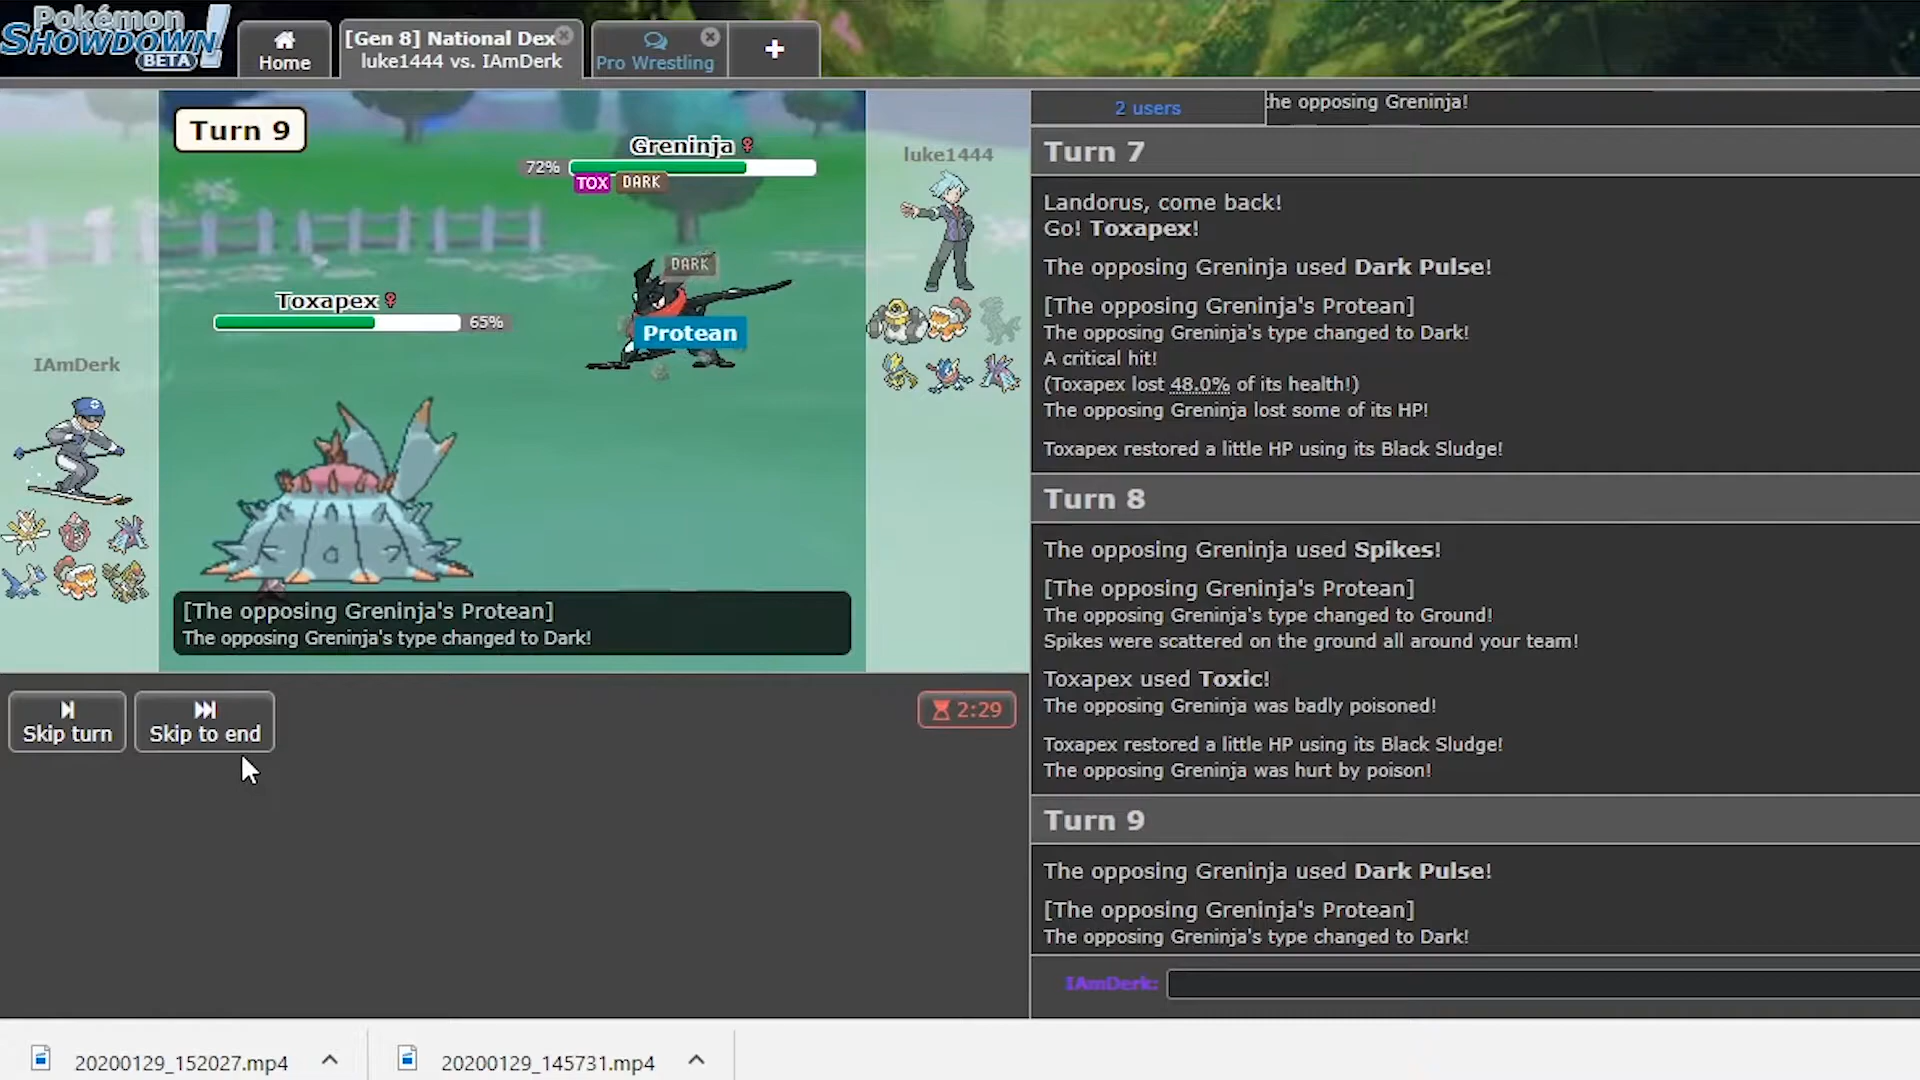 Pokémon
SHOWDOWN!
BETA
Home
[Gen 8] National Dex
luke1444 vs. IAmDerk
Pro Wrestling
+
Turn 9
Greninja ♀
72%
TOX DARK
DARK
Protean
Toxapex ♀
65%
IAmDerk
luke1444
[The opposing Greninja's Protean]
The opposing Greninja's type changed to Dark!
Skip turn
Skip to end
2:29
2 users
the opposing Greninja!
Turn 7
Landorus, come back!
Go! Toxapex!
The opposing Greninja used Dark Pulse!
[The opposing Greninja's Protean]
The opposing Greninja's type changed to Dark!
A critical hit!
(Toxapex lost 48.0% of its health!)
The opposing Greninja lost some of its HP!
Toxapex restored a little HP using its Black Sludge!
Turn 8
The opposing Greninja used Spikes!
[The opposing Greninja's Protean]
The opposing Greninja's type changed to Ground!
Spikes were scattered on the ground all around your team!
Toxapex used Toxic!
The opposing Greninja was badly poisoned!
Toxapex restored a little HP using its Black Sludge!
The opposing Greninja was hurt by poison!
Turn 9
The opposing Greninja used Dark Pulse!
[The opposing Greninja's Protean]
The opposing Greninja's type changed to Dark!
IAmDerk:
20200129_152027.mp4
20200129_145731.mp4